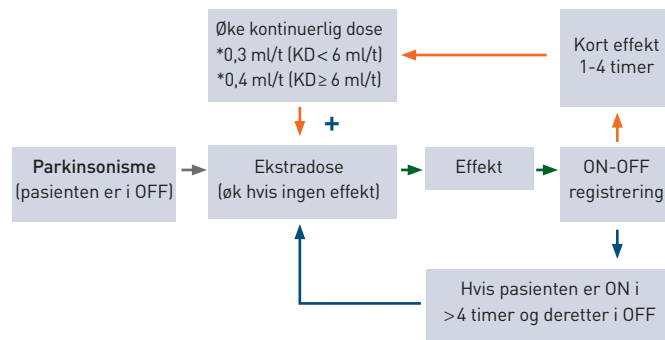 Øke kontinuerlig dose
*0,3 ml/t (KD< 6 ml/t)
*0,4 ml/t (KD≥ 6 ml/t)
Kort effekt
1-4 timer
+
Parkinsonisme
(pasienten er i OFF)
Ekstradose
(øk hvis ingen effekt)
Effekt
ON-OFF
registrering
Hvis pasienten er ON i
>4 timer og deretter i OFF